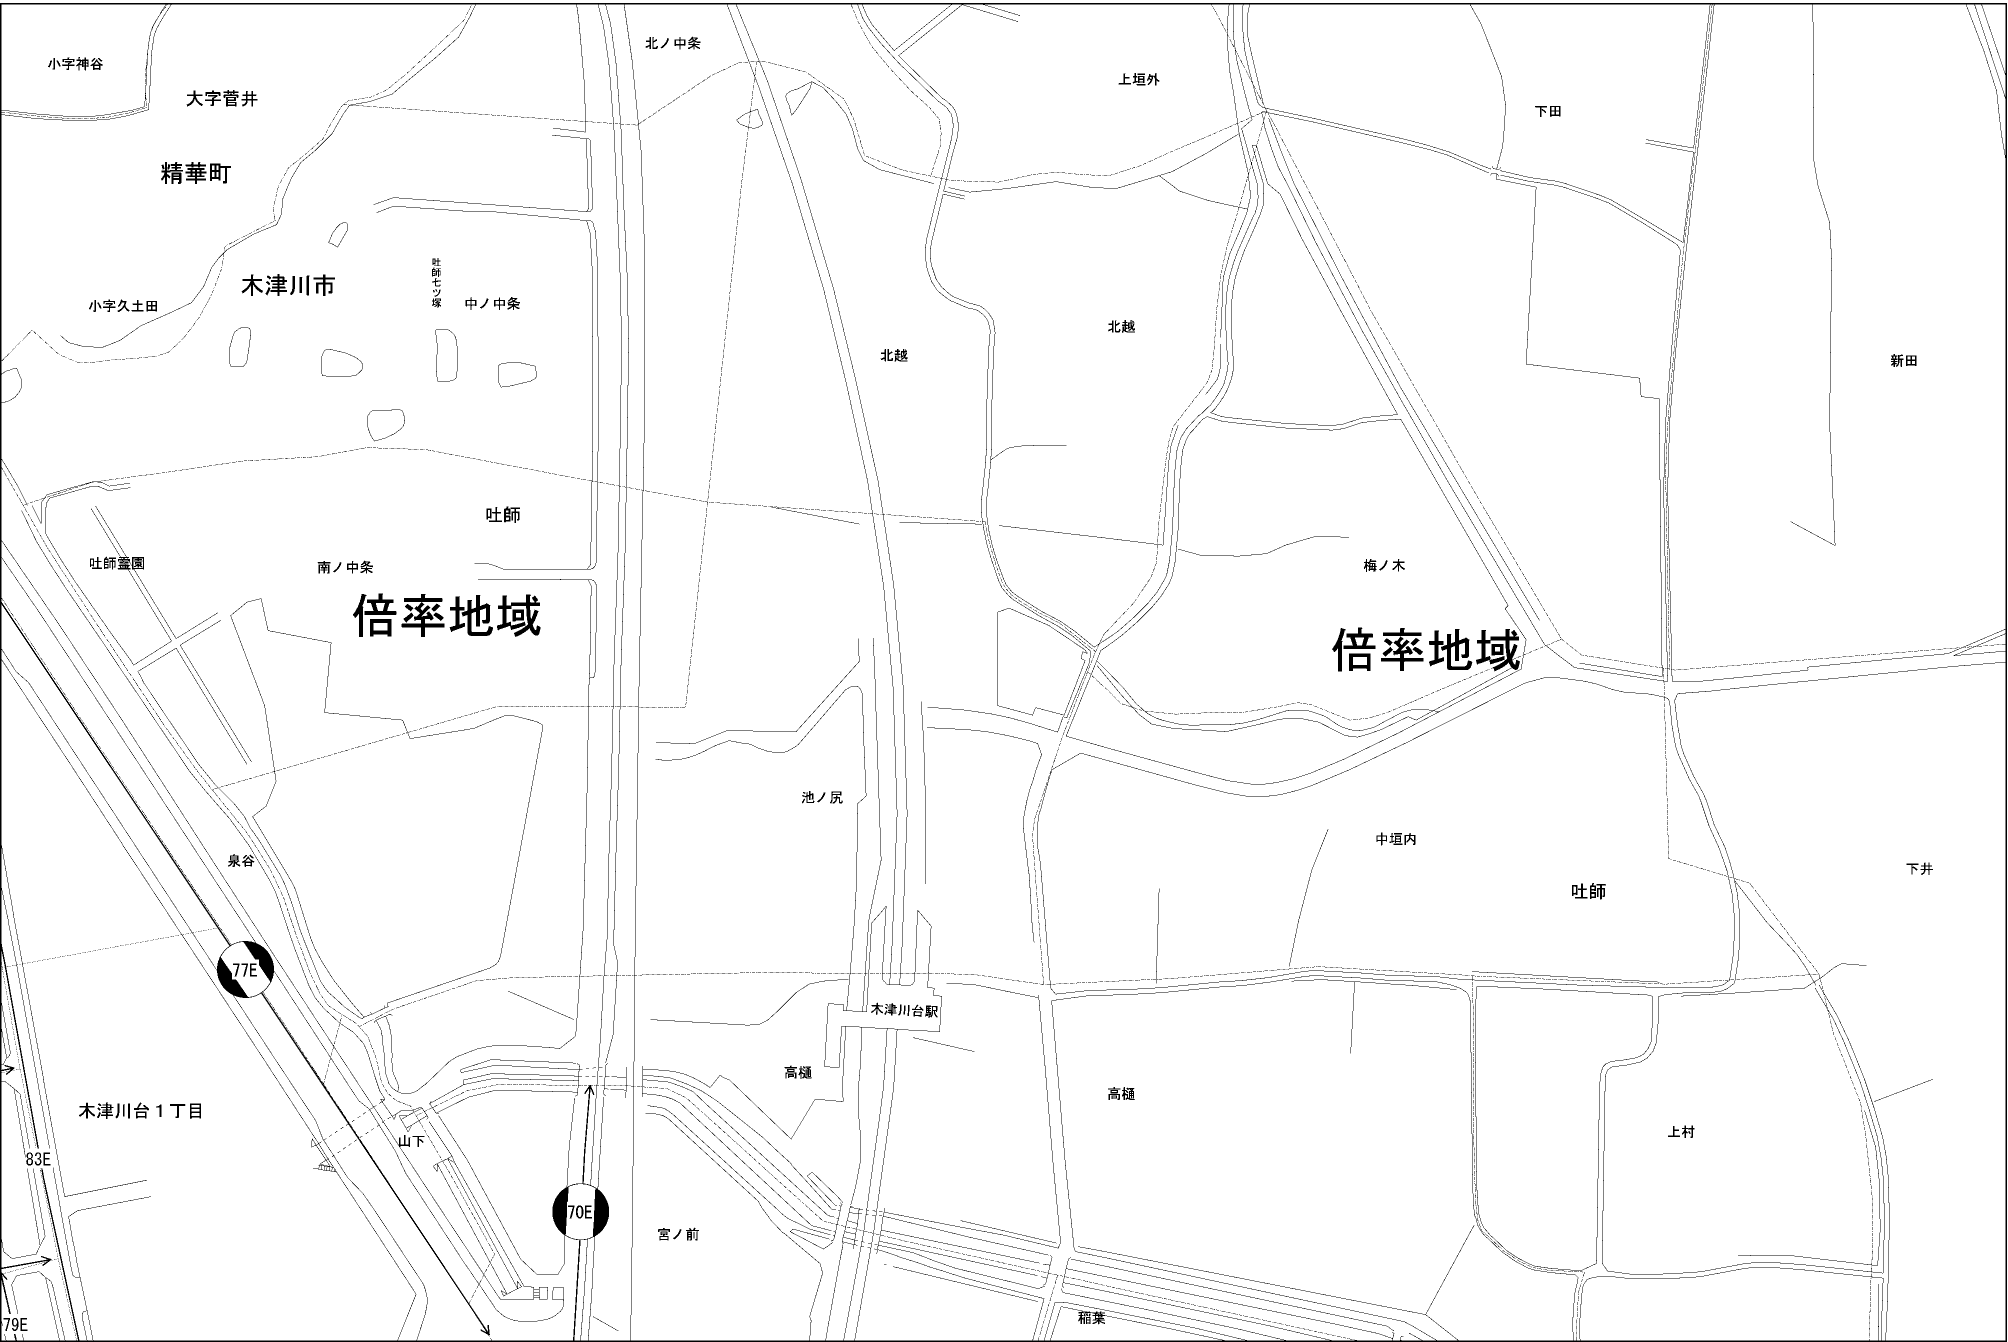 北ノ中条
小字神谷
上垣外
大字菅井
下田
精華町
吐師七ツ塚
木津川市
中ノ中条
小字久土田
北越
北越
新田
吐師
吐師霊園
南ノ中条
梅ノ木
倍率地域
倍率地域
池ノ尻
中垣内
泉谷
下井
吐師
77E
木津川台駅
高樋
高樋
木津川台1丁目
上村
山下
83E
70E
宮ノ前
稲葉
79E